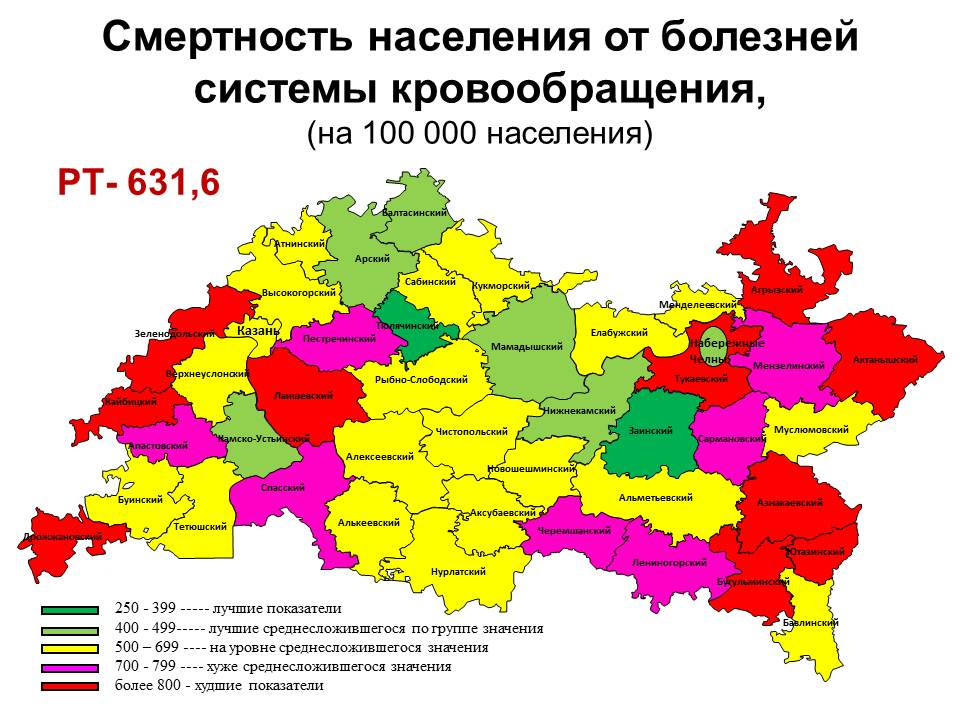 Смертность населения от болезней
системы кровообращения,
(на 100 000 населения)
РТ- 631,6
Балтасинский
Атнинский
Арский
Сабинский
Кукморский
Высокогорский
Агрызский
Менделеевский
Зеленодольский
Казань
Пестречинский
Тюлячинский
Мамадышский
Елабужский
Набережные
Челны
Мензелинский
Актанышский
Верхнеуслонский
Рыбно-Слободский
Тукаевский
Кайбицкий
Лаишевский
Нижнекамский
Апастовский
Камско-Устьинский
Чистопольский
Заинский
Сармановский
Муслюмовский
Алексеевский
Новошешминский
Спасский
Буинский
Альметьевский
Азнакаевский
Тетюшский
Алькеевский
Аксубаевский
Черемшанский
Дрожжановский
Ютазинский
Лениногорский
Нурлатский
Бугульминский
Бавлинский
250 - 399 ----- лучшие показатели
400 - 499----- лучшие среднесложившегося по группе значения
500 – 699 ---- на уровне среднесложившегося значения
700 - 799 ---- хуже среднесложившегося значения
более 800 - худшие показатели